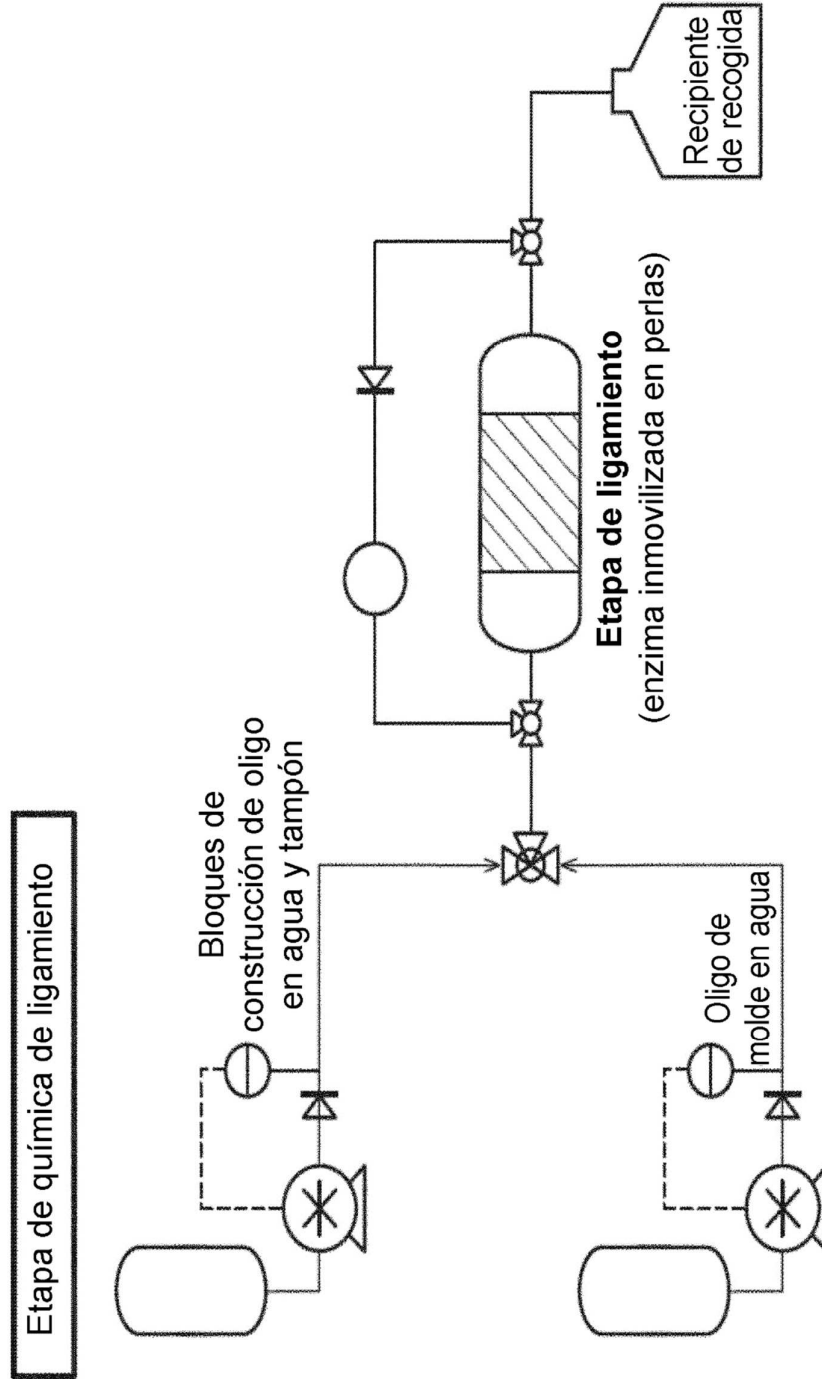 Etapa de química de ligamiento
Bloques de
construcción de oligo
en agua y tampón
Oligo de
molde en agua
Etapa de ligamiento
(enzima inmovilizada en perlas)
Recipiente
de recogida